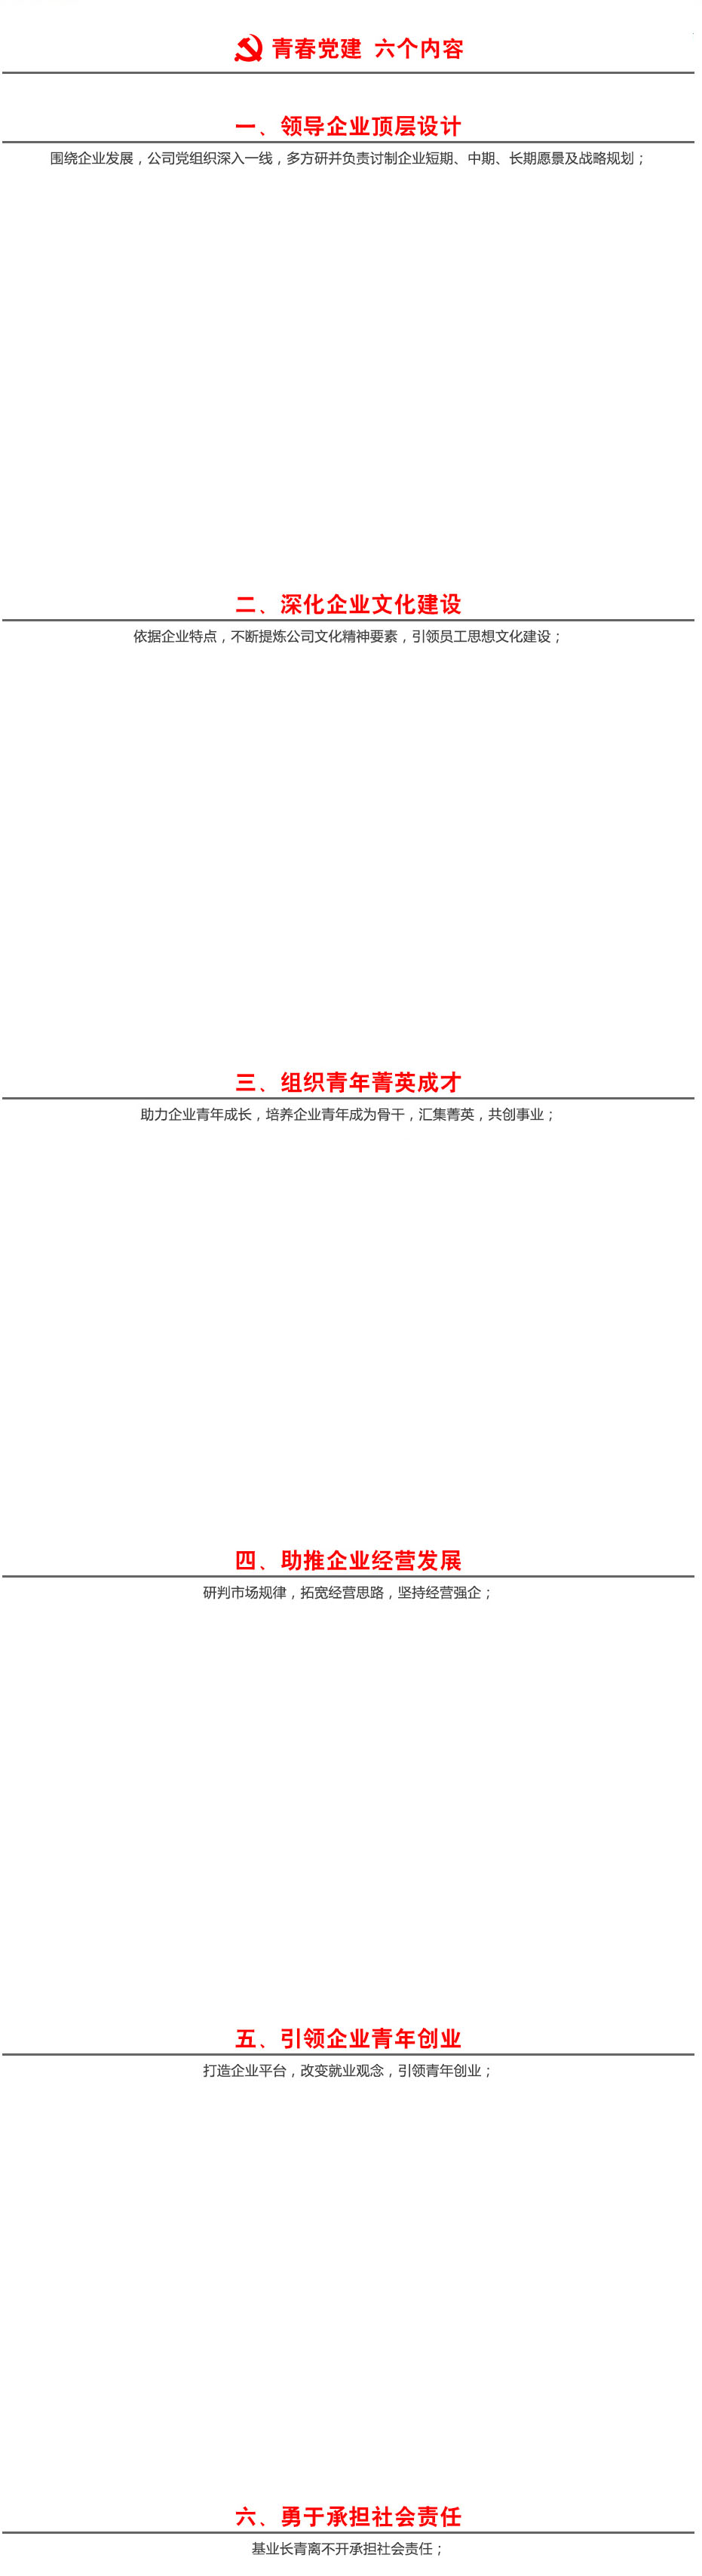 青春党建 六个内容
一、领导企业顶层设计
围绕企业发展，公司党组织深入一线，多方研并负责讨制企业短期、中期、长期愿景及战略规划；
二、深化企业文化建设
依据企业特点，不断提炼公司文化精神要素，引领员工思想文化建设；
三、组织青年菁英成才
助力企业青年成长，培养企业青年成为骨干，汇集菁英，共创事业；
四、助推企业经营发展
研判市场规律，拓宽经营思路，坚持经营强企；
五、引领企业青年创业
打造企业平台，改变就业观念，引领青年创业；
六、勇于承担社会责任
基业长青离不开承担社会责任；